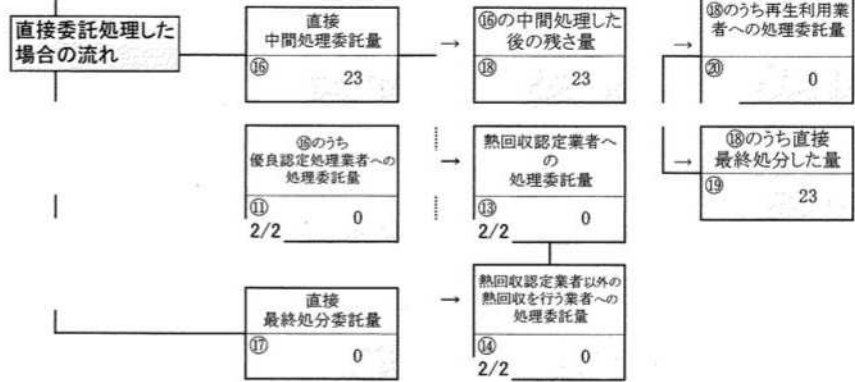 直接委託処理した
場合の流れ
直接
中間処理委託量
⑯
23
→
⑯の中間処理した
後の残さ量
⑱
23
→
⑱のうち再生利用業
者への処理委託量
⑳
0
⑯のうち
優良認定処理業者への
処理委託量
⑪
0
2/2
→
熱回収認定業者へ
の
処理委託量
⑬
0
2/2
→
⑱のうち直接
最終処分した量
⑲
23
直接
最終処分委託量
⑰
0
→
熱回収認定業者以外の
熱回収を行う業者への
処理委託量
⑭
0
2/2